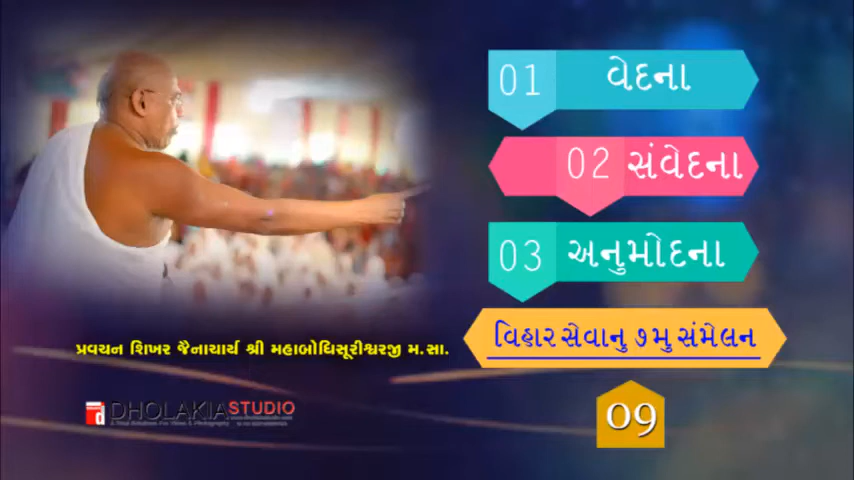 01 વેદના
02 સંવેદના
03 અનુમોદના
વિહાર સેવાનુ ૭મુ સંમેલન
09
પ્રવચન શિખર જૈનાચાર્ય શ્રી મહાબોધિસૂરીશ્વરજી મ.સા.
DHOLAKIA STUDIO